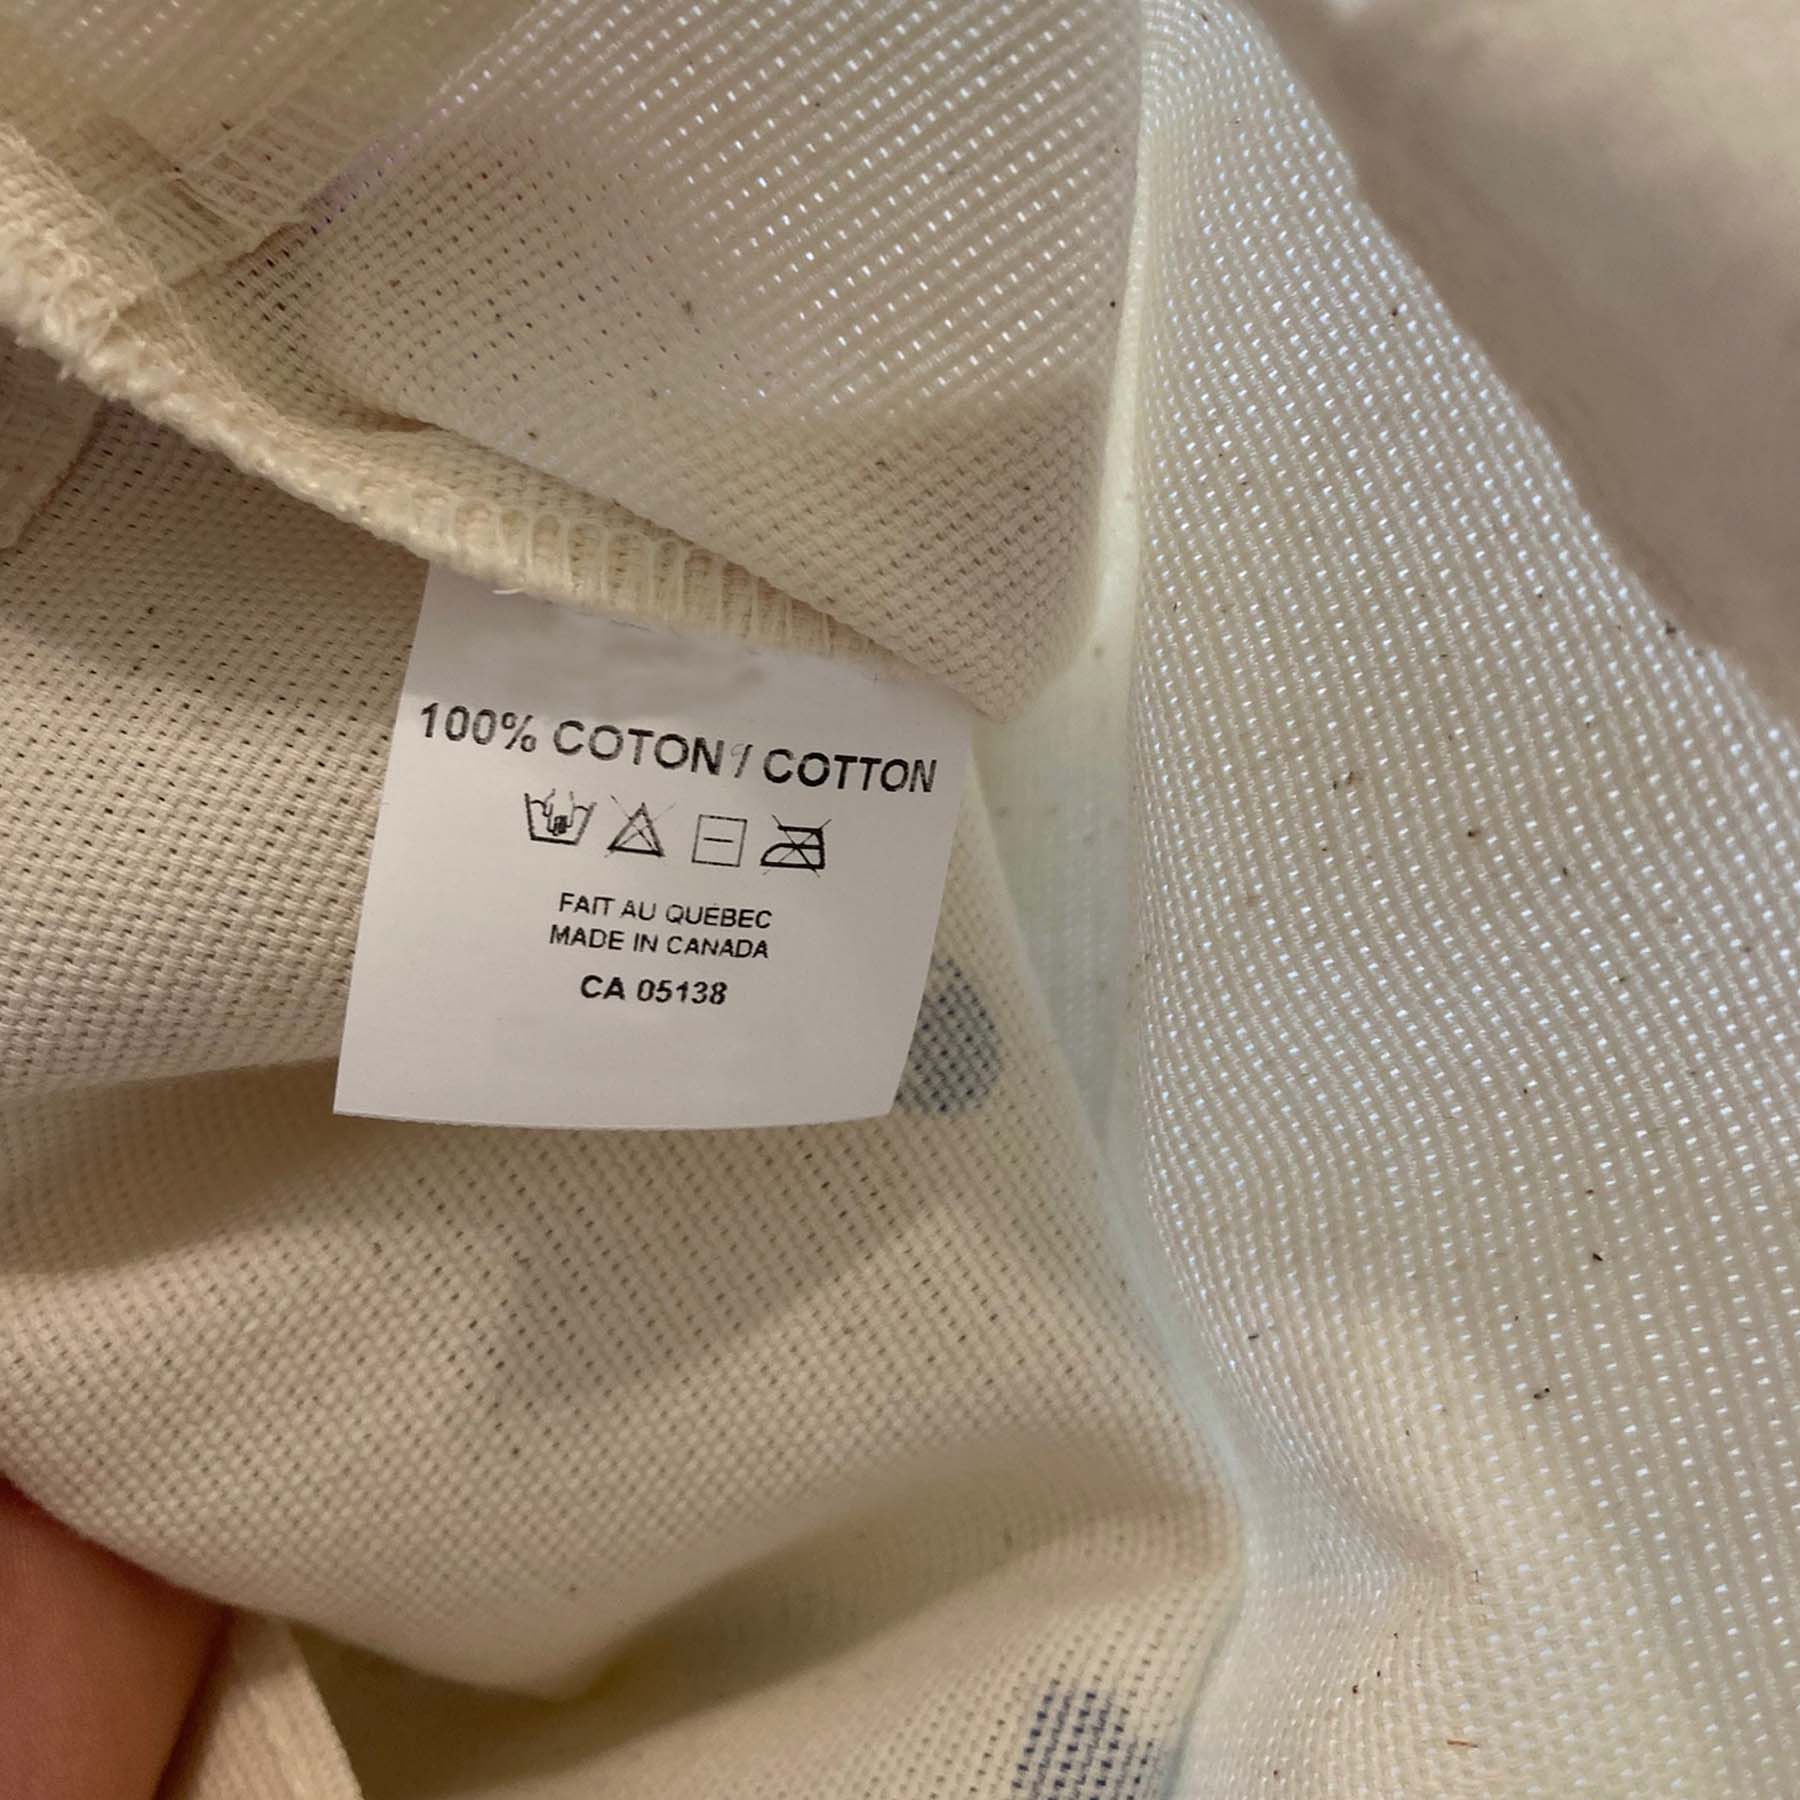 100% COTON / COTTON
FAIT AU QUÉBEC
MADE IN CANADA
CA 05138